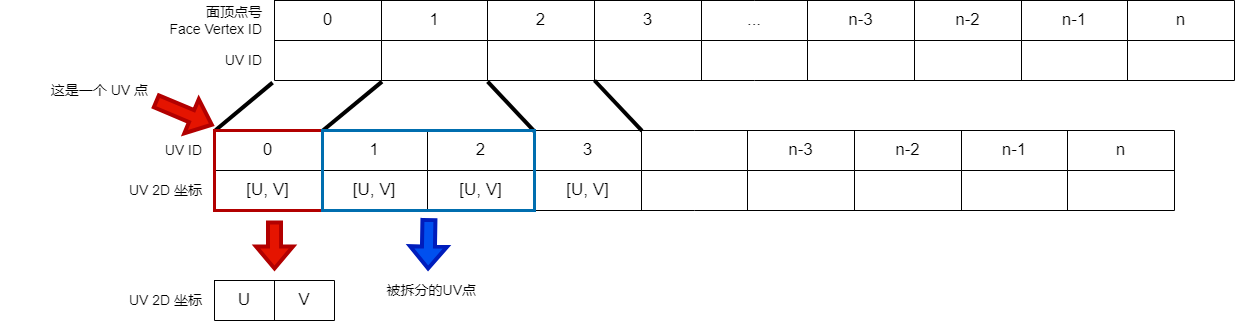 面顶点号
Face Vertex ID
0 1 2 3 ... n-3 n-2 n-1 n
UV ID
这是一个 UV 点
UV ID 0 1 2 3 n-3 n-2 n-1 n
UV 2D 坐标 [U, V] [U, V] [U, V] [U, V]
被拆分的UV点
UV 2D 坐标 U V